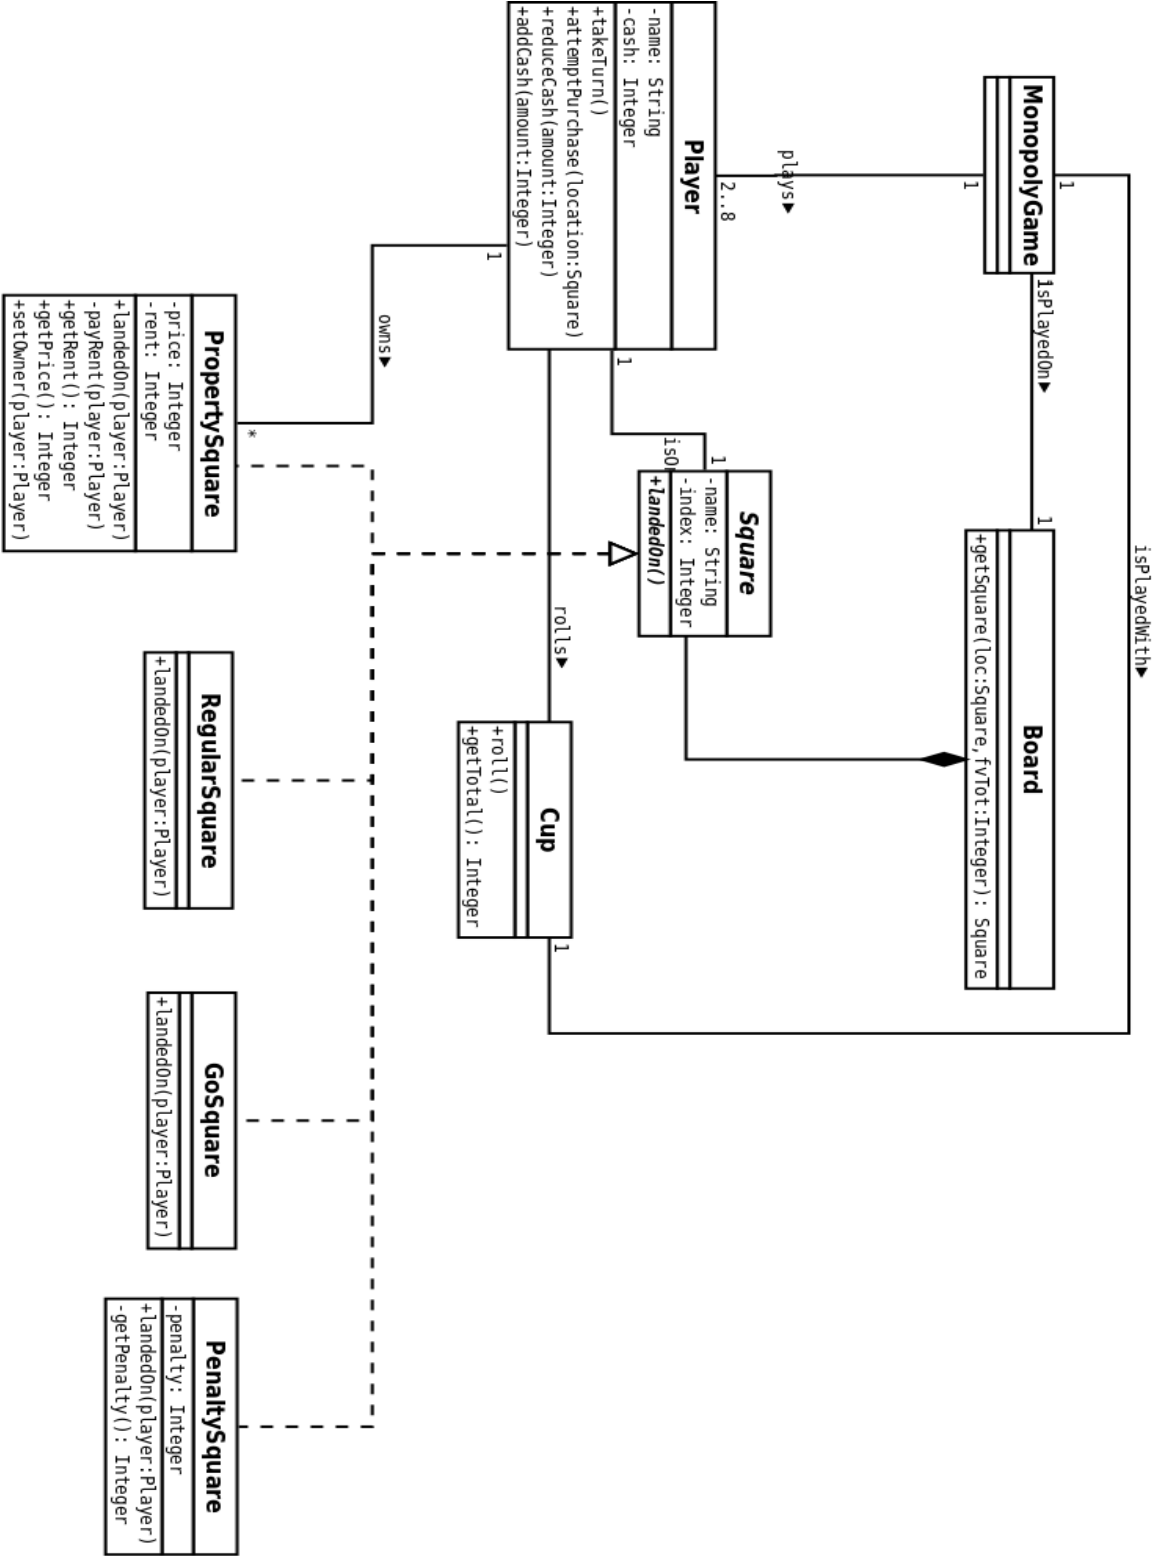 isPlayedWith▶
MonopolyGame
1
1
isPlayedOn▶
1
Board
+getSquare(loc:Square,fvTot:Integer): Square
plays▶
2..8
Player
-name: String
-cash: Integer
+takeTurn()
+attemptPurchase(location:Square)
+reduceCash(amount:Integer)
+addCash(amount:Integer)
1
1
Square
-name: String
-index: Integer
+landedOn()
rolls▶
Cup
+roll()
+getTotal(): Integer
1
1
owns▶
*
PropertySquare
-price: Integer
-rent: Integer
+landedOn(player:Player)
-payRent(player:Player)
+getRent(): Integer
+getPrice(): Integer
+setOwner(player:Player)
RegularSquare
+landedOn(player:Player)
GoSquare
+landedOn(player:Player)
PenaltySquare
-penalty: Integer
+landedOn(player:Player)
-getPenalty(): Integer